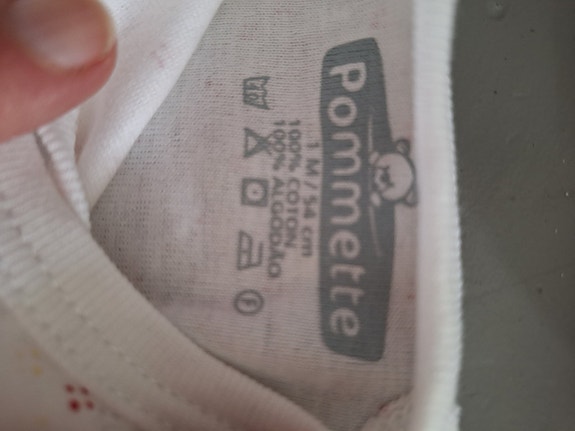 Pommette
1 M / 54 cm
100% COTON
100% ALGODÃO